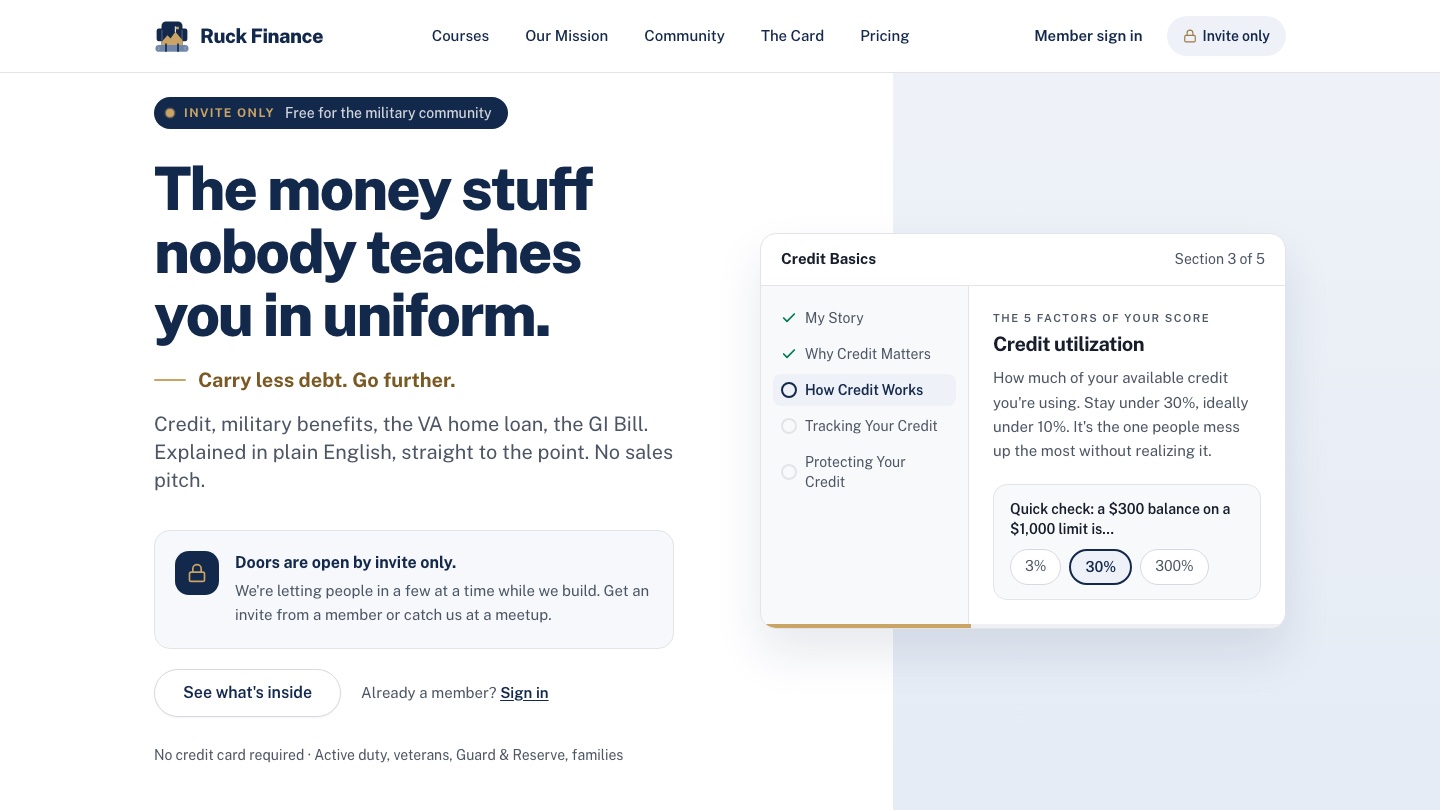 Ruck Finance
Courses
Our Mission
Community
The Card
Pricing
Member sign in
Invite only
INVITE ONLY Free for the military community
The money stuff
nobody teaches
you in uniform.
Carry less debt. Go further.
Credit, military benefits, the VA home loan, the GI Bill.
Explained in plain English, straight to the point. No sales
pitch.
Doors are open by invite only.
We're letting people in a few at a time while we build. Get an
invite from a member or catch us at a meetup.
See what's inside
Already a member? Sign in
No credit card required · Active duty, veterans, Guard & Reserve, families
Credit Basics
Section 3 of 5
My Story
Why Credit Matters
How Credit Works
Tracking Your Credit
Protecting Your
Credit
THE 5 FACTORS OF YOUR SCORE
Credit utilization
How much of your available credit
you're using. Stay under 30%, ideally
under 10%. It's the one people mess
up the most without realizing it.
Quick check: a $300 balance on a
$1,000 limit is...
3%
30%
300%